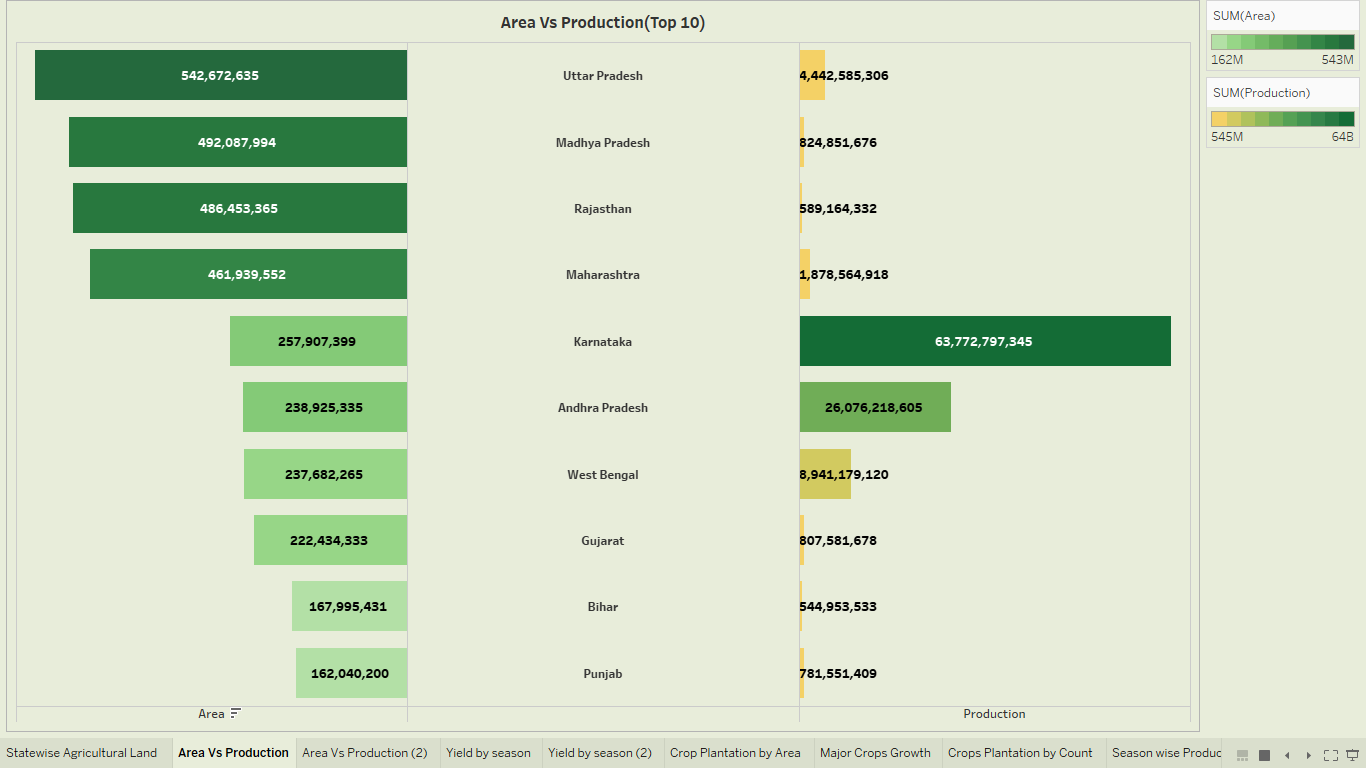 Area Vs Production(Top 10)
542,672,635 Uttar Pradesh 4,442,585,306
492,087,994 Madhya Pradesh 824,851,676
486,453,365 Rajasthan 589,164,332
461,939,552 Maharashtra 1,878,564,918
257,907,399 Karnataka 63,772,797,345
238,925,335 Andhra Pradesh 26,076,218,605
237,682,265 West Bengal 8,941,179,120
222,434,333 Gujarat 807,581,678
167,995,431 Bihar 544,953,533
162,040,200 Punjab 781,551,409
Area Production
SUM(Area)
162M 543M
SUM(Production)
545M 64B
Statewise Agricultural Land Area Vs Production Area Vs Production (2) Yield by season Yield by season (2) Crop Plantation by Area Major Crops Growth Crops Plantation by Count Season wise Produc